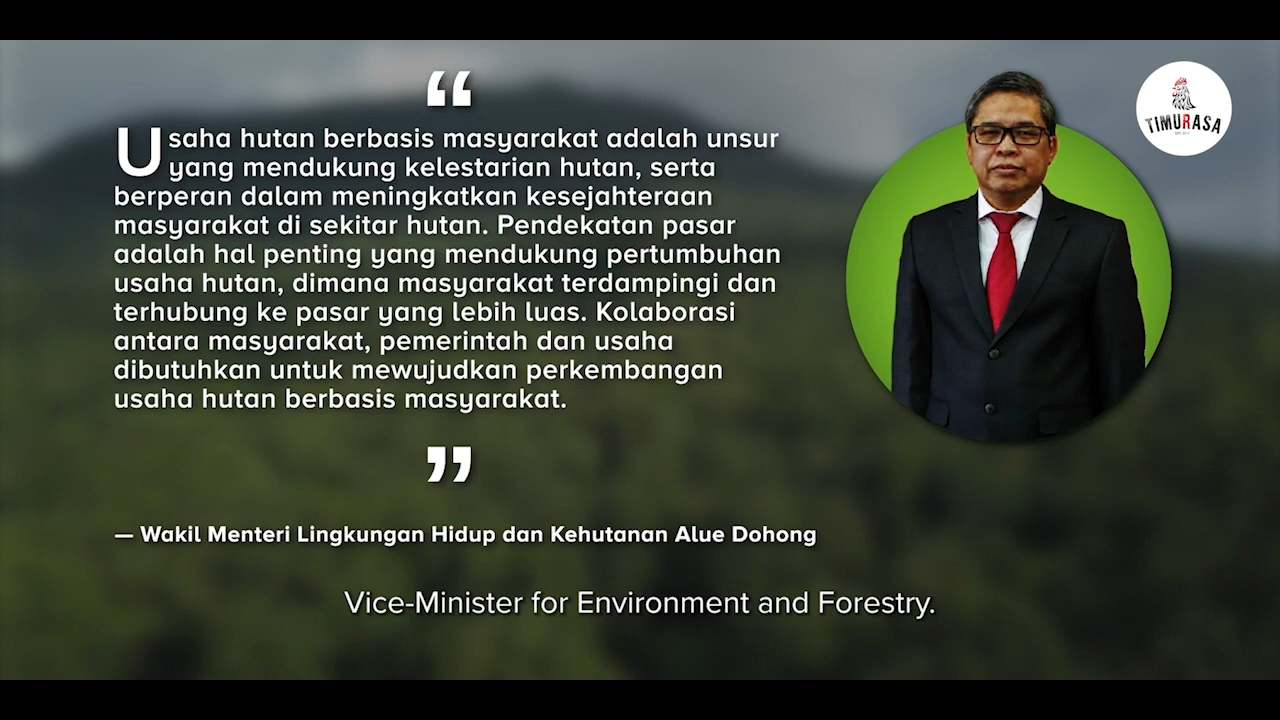 “
Usaha hutan berbasis masyarakat adalah unsur
yang mendukung kelestarian hutan, serta
berperan dalam meningkatkan kesejahteraan
masyarakat di sekitar hutan. Pendekatan pasar
adalah hal penting yang mendukung pertumbuhan
usaha hutan, dimana masyarakat terdampingi dan
terhubung ke pasar yang lebih luas. Kolaborasi
antara masyarakat, pemerintah dan usaha
dibutuhkan untuk mewujudkan perkembangan
usaha hutan berbasis masyarakat.
”
— Wakil Menteri Lingkungan Hidup dan Kehutanan Alue Dohong
Vice-Minister for Environment and Forestry.
TIMURASA